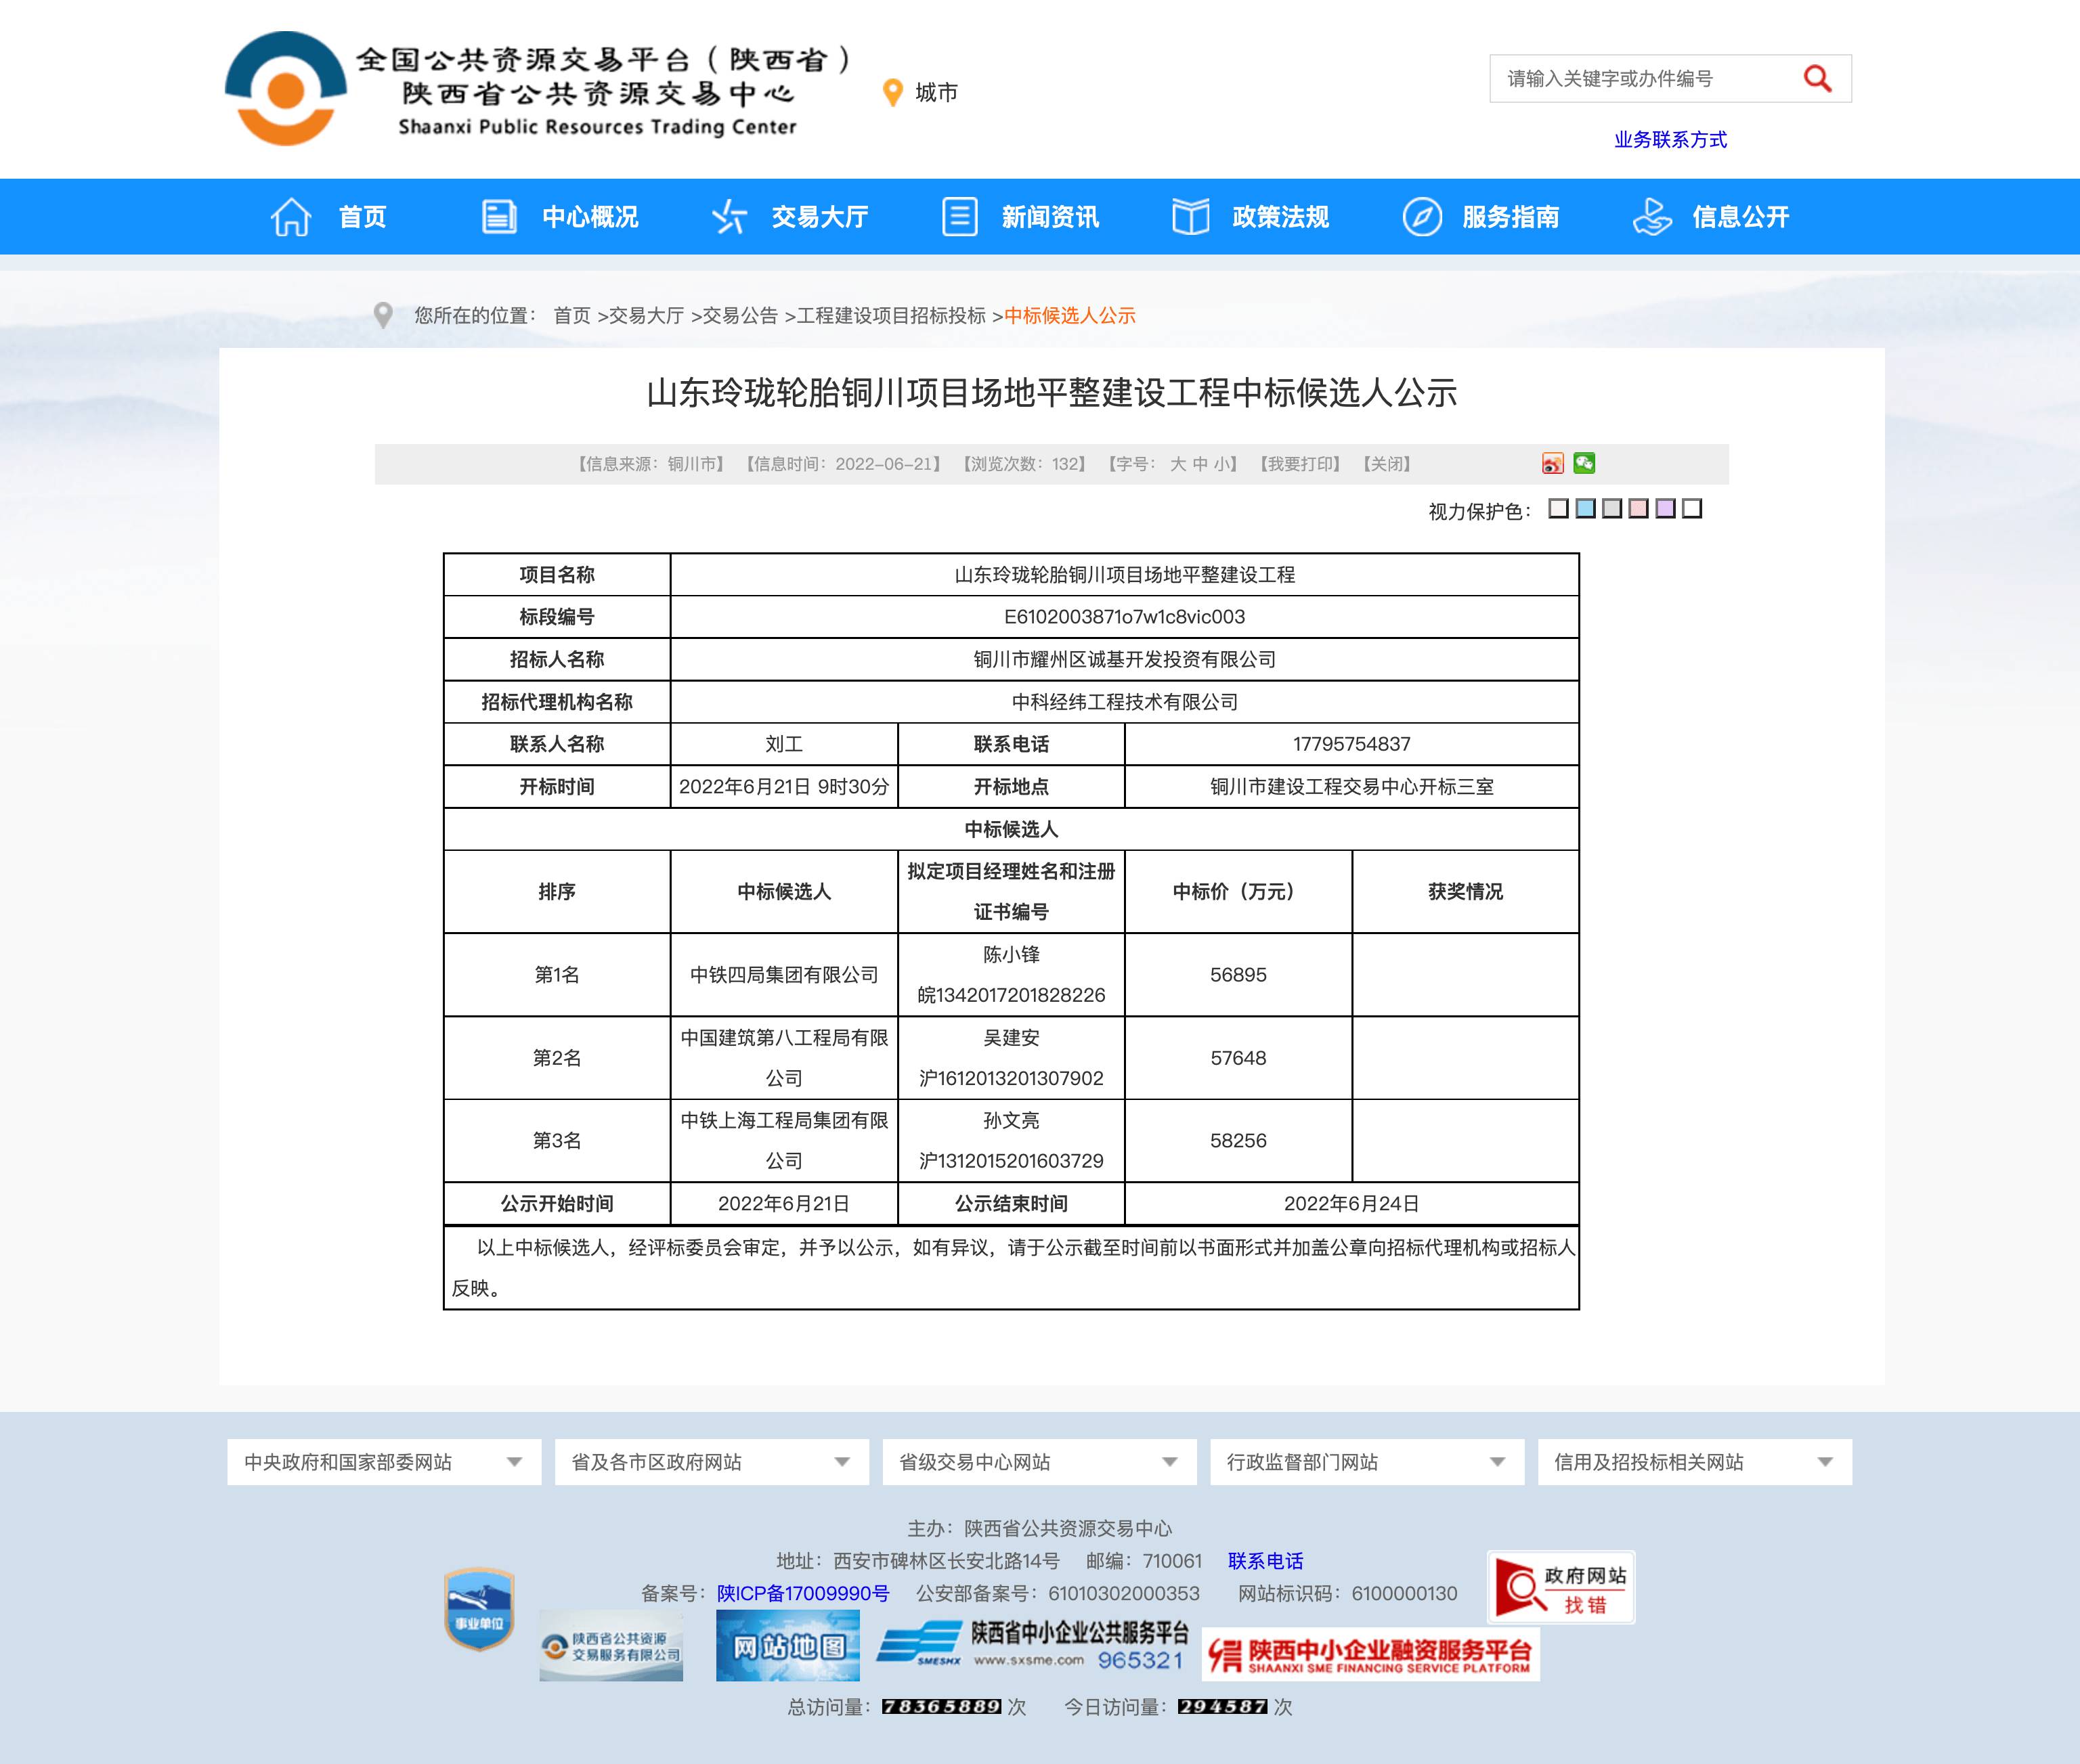 全国公共资源交易平台（陕西省）
陕西省公共资源交易中心
Shaanxi Public Resources Trading Center
城市
请输入关键字或办件编号
业务联系方式
首页 中心概况 交易大厅 新闻资讯 政策法规 服务指南 信息公开
您所在的位置： 首页 >交易大厅 >交易公告 >工程建设项目招标投标 >中标候选人公示
山东玲珑轮胎铜川项目场地平整建设工程中标候选人公示
【信息来源：铜川市】 【信息时间：2022-06-21】 【浏览次数：132】 【字号： 大 中 小】 【我要打印】 【关闭】
视力保护色：
项目名称 山东玲珑轮胎铜川项目场地平整建设工程
标段编号 E6102003871o7w1c8vic003
招标人名称 铜川市耀州区诚基开发投资有限公司
招标代理机构名称 中科经纬工程技术有限公司
联系人名称 刘工 联系电话 17795754837
开标时间 2022年6月21日 9时30分 开标地点 铜川市建设工程交易中心开标三室
中标候选人
排序 中标候选人 拟定项目经理姓名和注册
证书编号 中标价（万元） 获奖情况
第1名 中铁四局集团有限公司 陈小锋
皖1342017201828226 56895
第2名 中国建筑第八工程局有限
公司 吴建安
沪1612013201307902 57648
第3名 中铁上海工程局集团有限
公司 孙文亮
沪1312015201603729 58256
公示开始时间 2022年6月21日 公示结束时间 2022年6月24日
以上中标候选人，经评标委员会审定，并予以公示，如有异议，请于公示截至时间前以书面形式并加盖公章向招标代理机构或招标人
反映。
中央政府和国家部委网站 省及各市区政府网站 省级交易中心网站 行政监督部门网站 信用及招投标相关网站
主办：陕西省公共资源交易中心
地址：西安市碑林区长安北路14号 邮编：710061 联系电话
备案号：陕ICP备17009990号 公安部备案号：61010302000353 网站标识码：6100000130
事业单位
政府网站
找错
陕西省公共资源
交易服务有限公司
网站地图
SMESHX
陕西省中小企业公共服务平台
www.sxsme.com 965321
陕西中小企业融资服务平台
SHAANXI SME FINANCING SERVICE PLATFORM
总访问量：78365889 次 今日访问量：294587 次